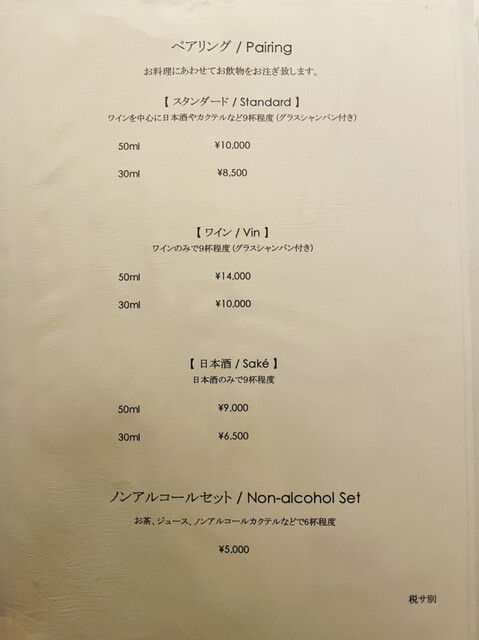 ペアリング / Pairing
お料理にあわせてお飲物をお注ぎ致します。
【 スタンダード / Standard 】
ワインを中心に日本酒やカクテルなど9杯程度(グラスシャンパン付き)
50ml ¥10,000
30ml ¥8,500
【 ワイン / Vin 】
ワインのみで9杯程度(グラスシャンパン付き)
50ml ¥14,000
30ml ¥10,000
【 日本酒 / Saké 】
日本酒のみで9杯程度
50ml ¥9,000
30ml ¥6,500
ノンアルコールセット / Non-alcohol Set
お茶、ジュース、ノンアルコールカクテルなどで6杯程度
¥5,000
税サ別